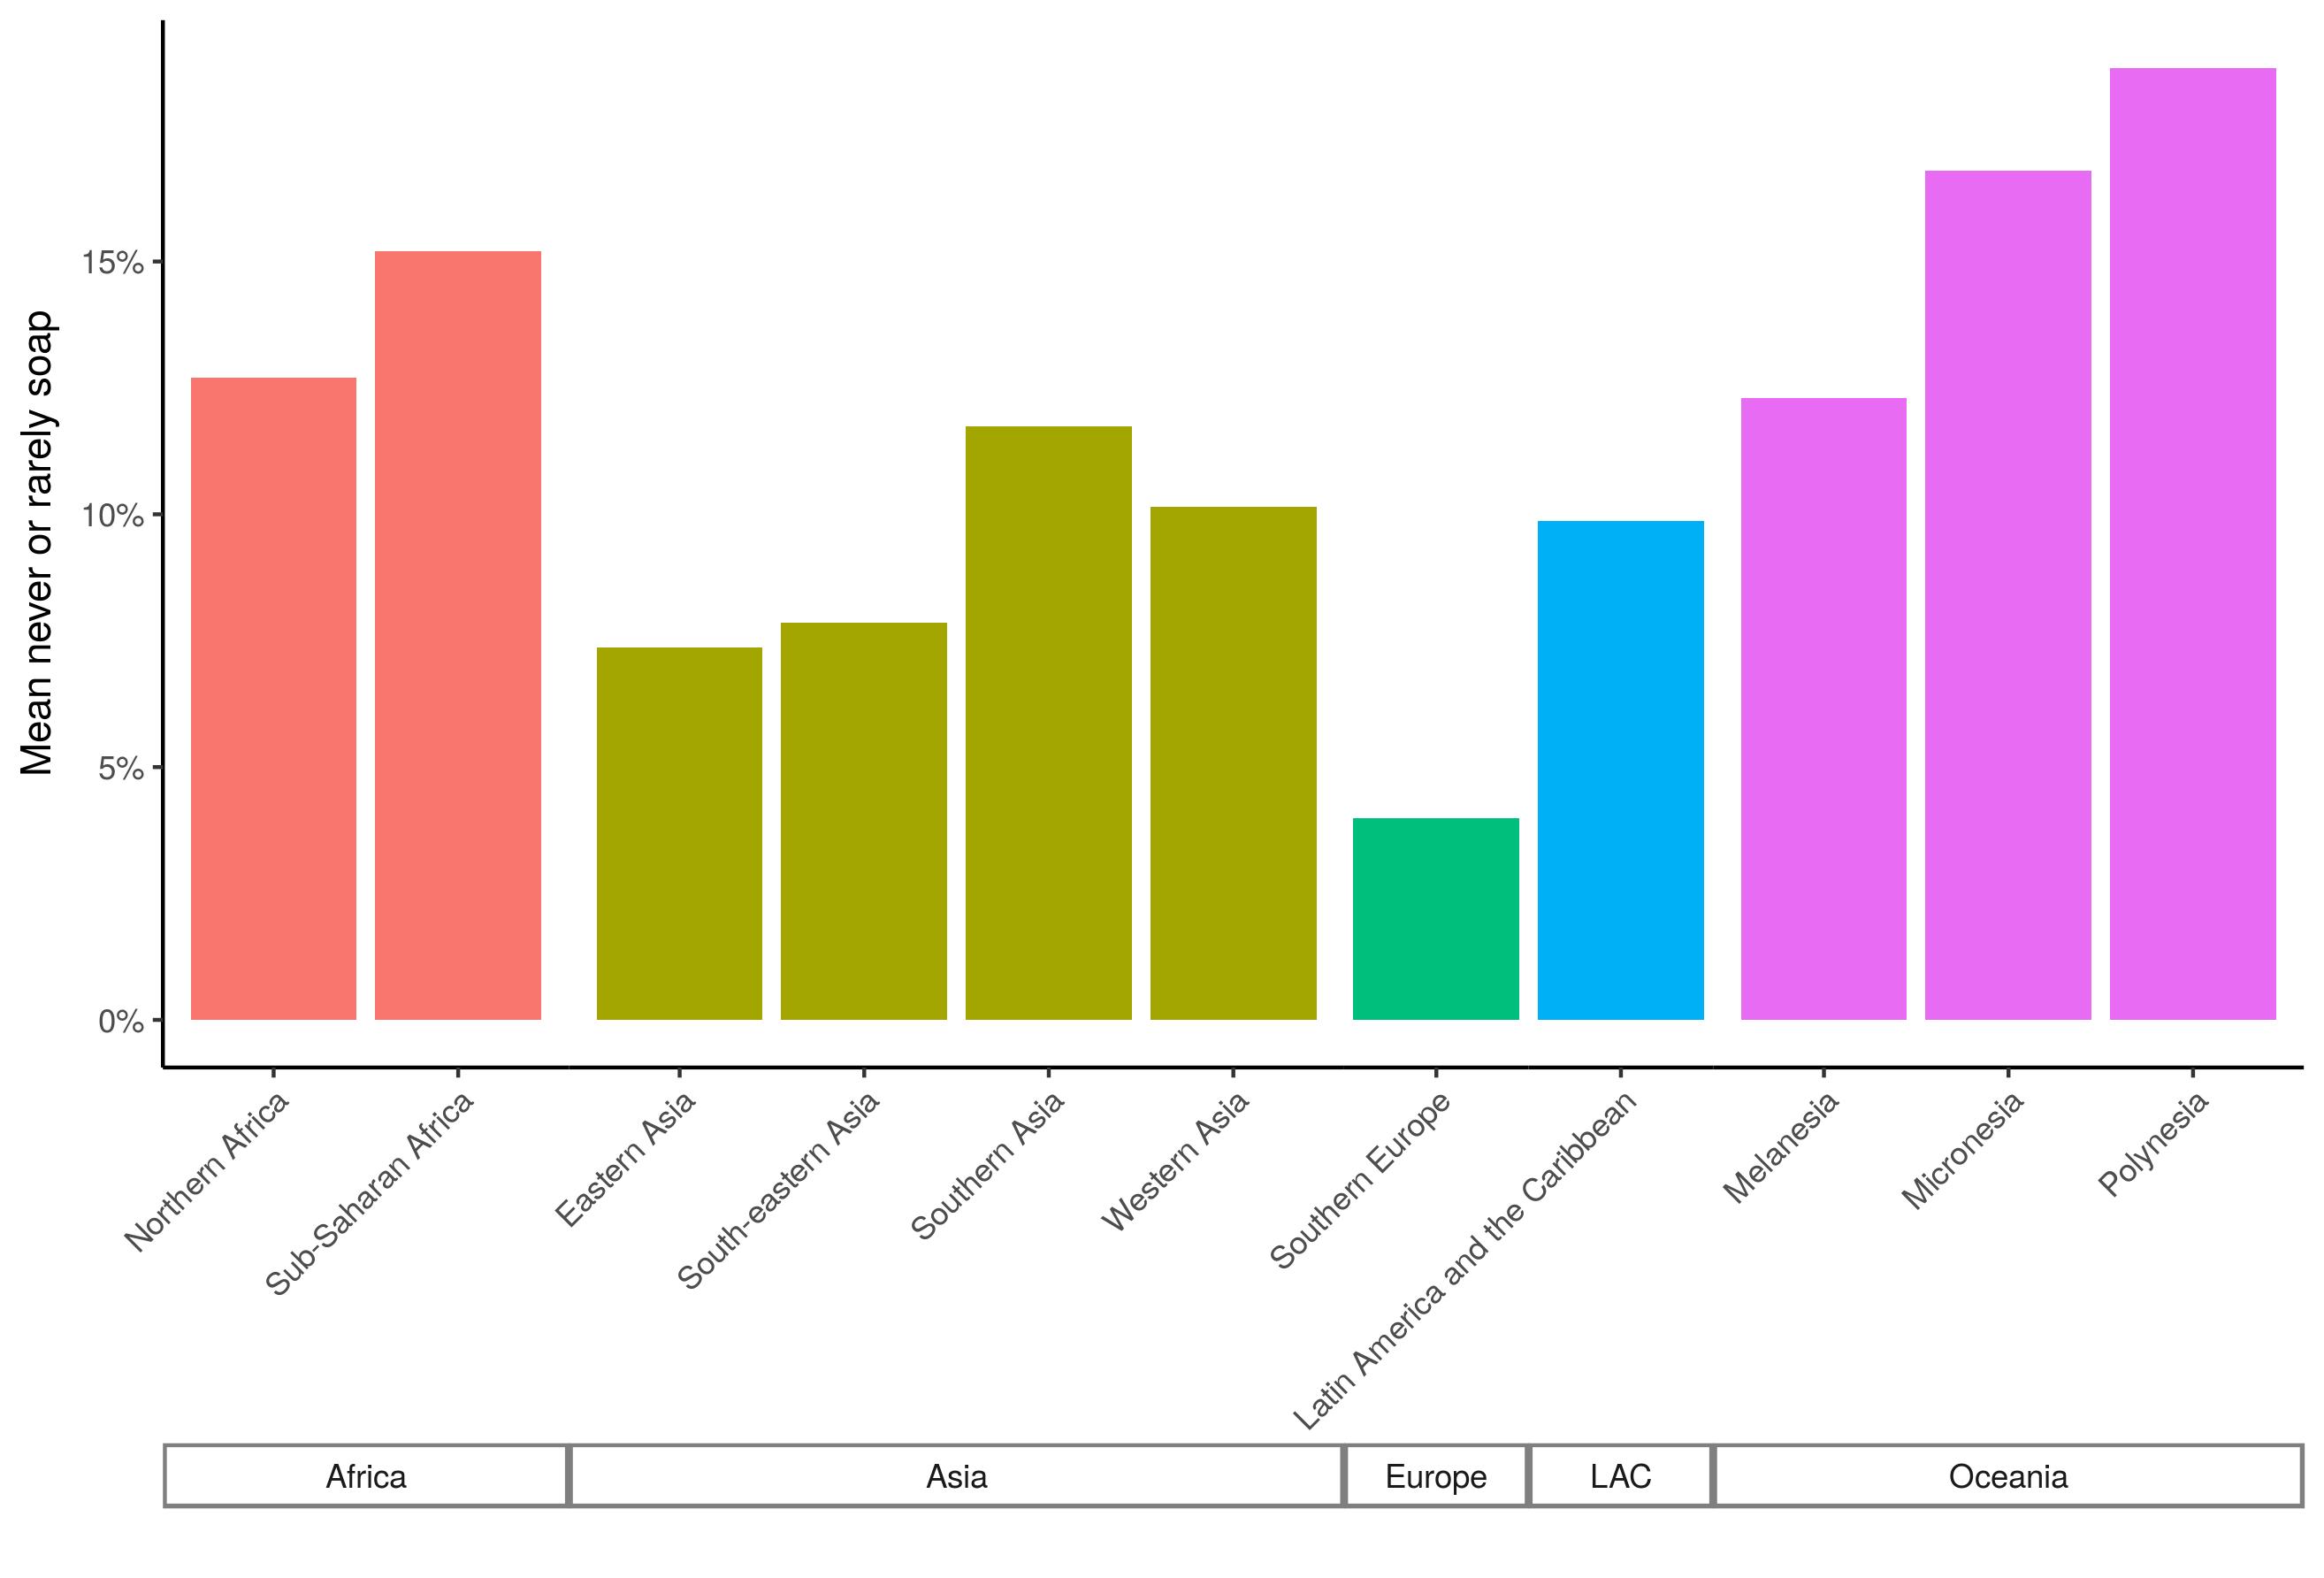 Mean never or rarely soap
15%
10%
5%
0%
Northern Africa
Sub-Saharan Africa
Eastern Asia
South-eastern Asia
Southern Asia
Western Asia
Southern Europe
Latin America and the Caribbean
Melanesia
Micronesia
Polynesia
Africa
Asia
Europe
LAC
Oceania